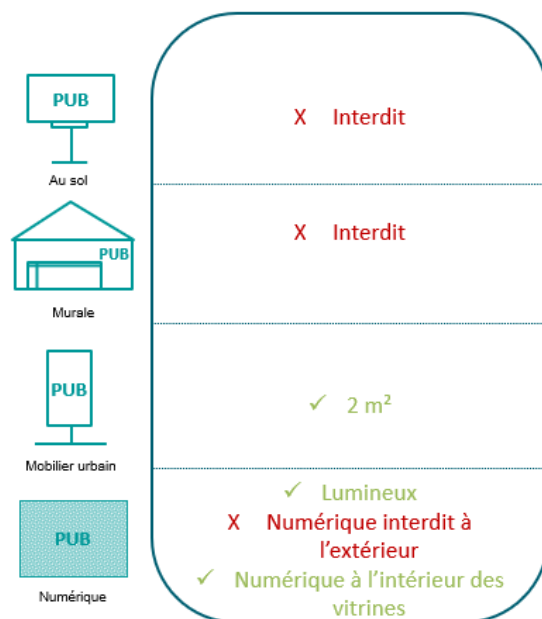 PUB
Au sol
X Interdit
PUB
Murale
X Interdit
PUB
Mobilier urbain
✓ 2 m²
PUB
Numérique
✓ Lumineux
X Numérique interdit à
l'extérieur
✓ Numérique à l'intérieur des
vitrines